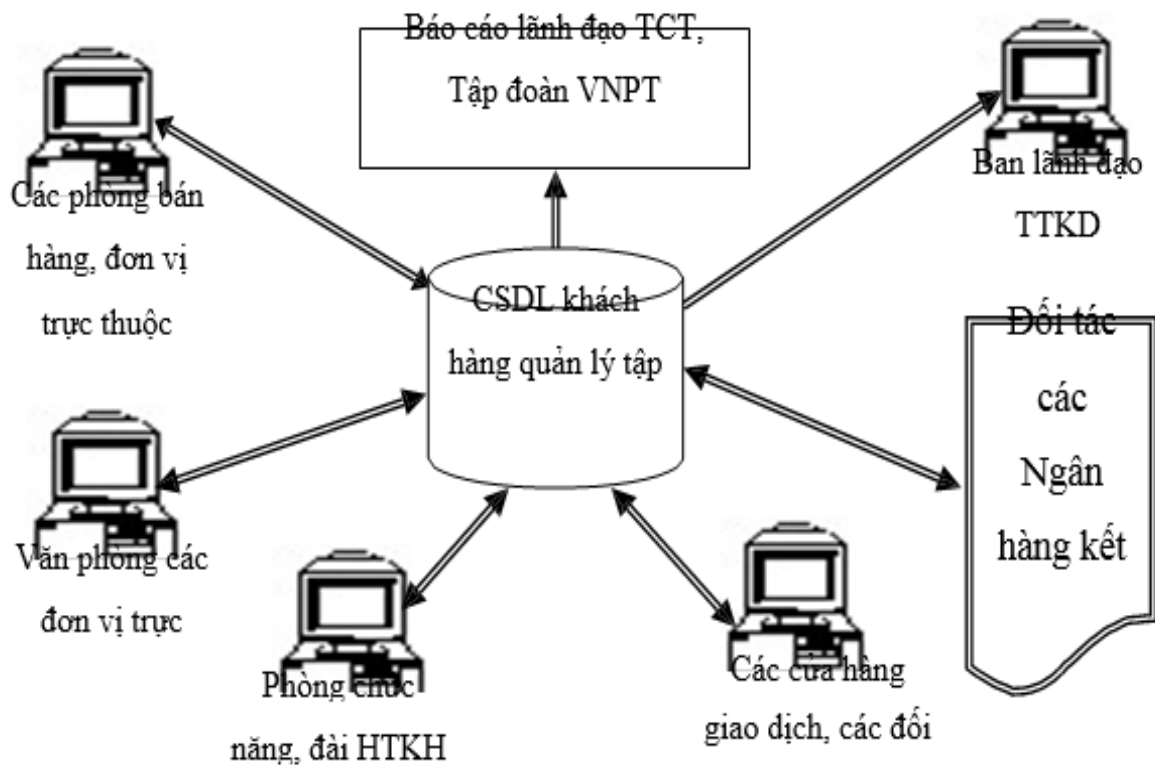 Báo cáo lãnh đạo TCT,
Tập đoàn VNPT
Các phòng bán
hàng, đơn vị
trực thuộc
Ban lãnh đạo
TTKD
CSDL khách
hàng quản lý tập
Đối tác
các
Ngân
hàng kết
Văn phòng các
đơn vị trực
Phòng chức
năng, đài HTKH
Các cửa hàng
giao dịch, các đối